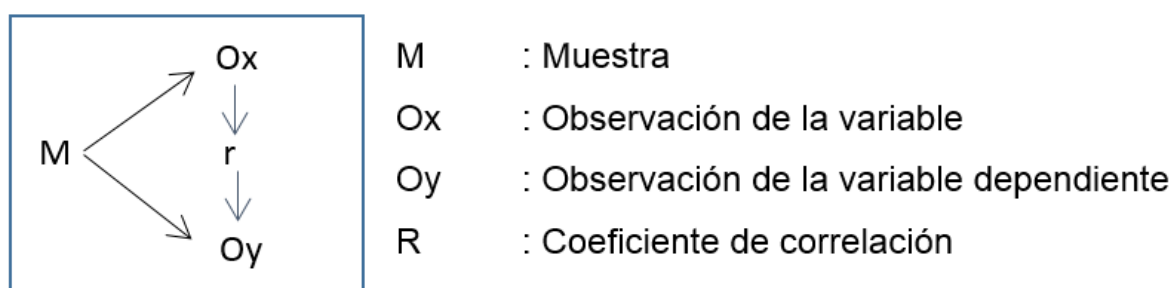 Ox
M
r
Oy
M : Muestra
Ox : Observación de la variable
Oy : Observación de la variable dependiente
R : Coeficiente de correlación